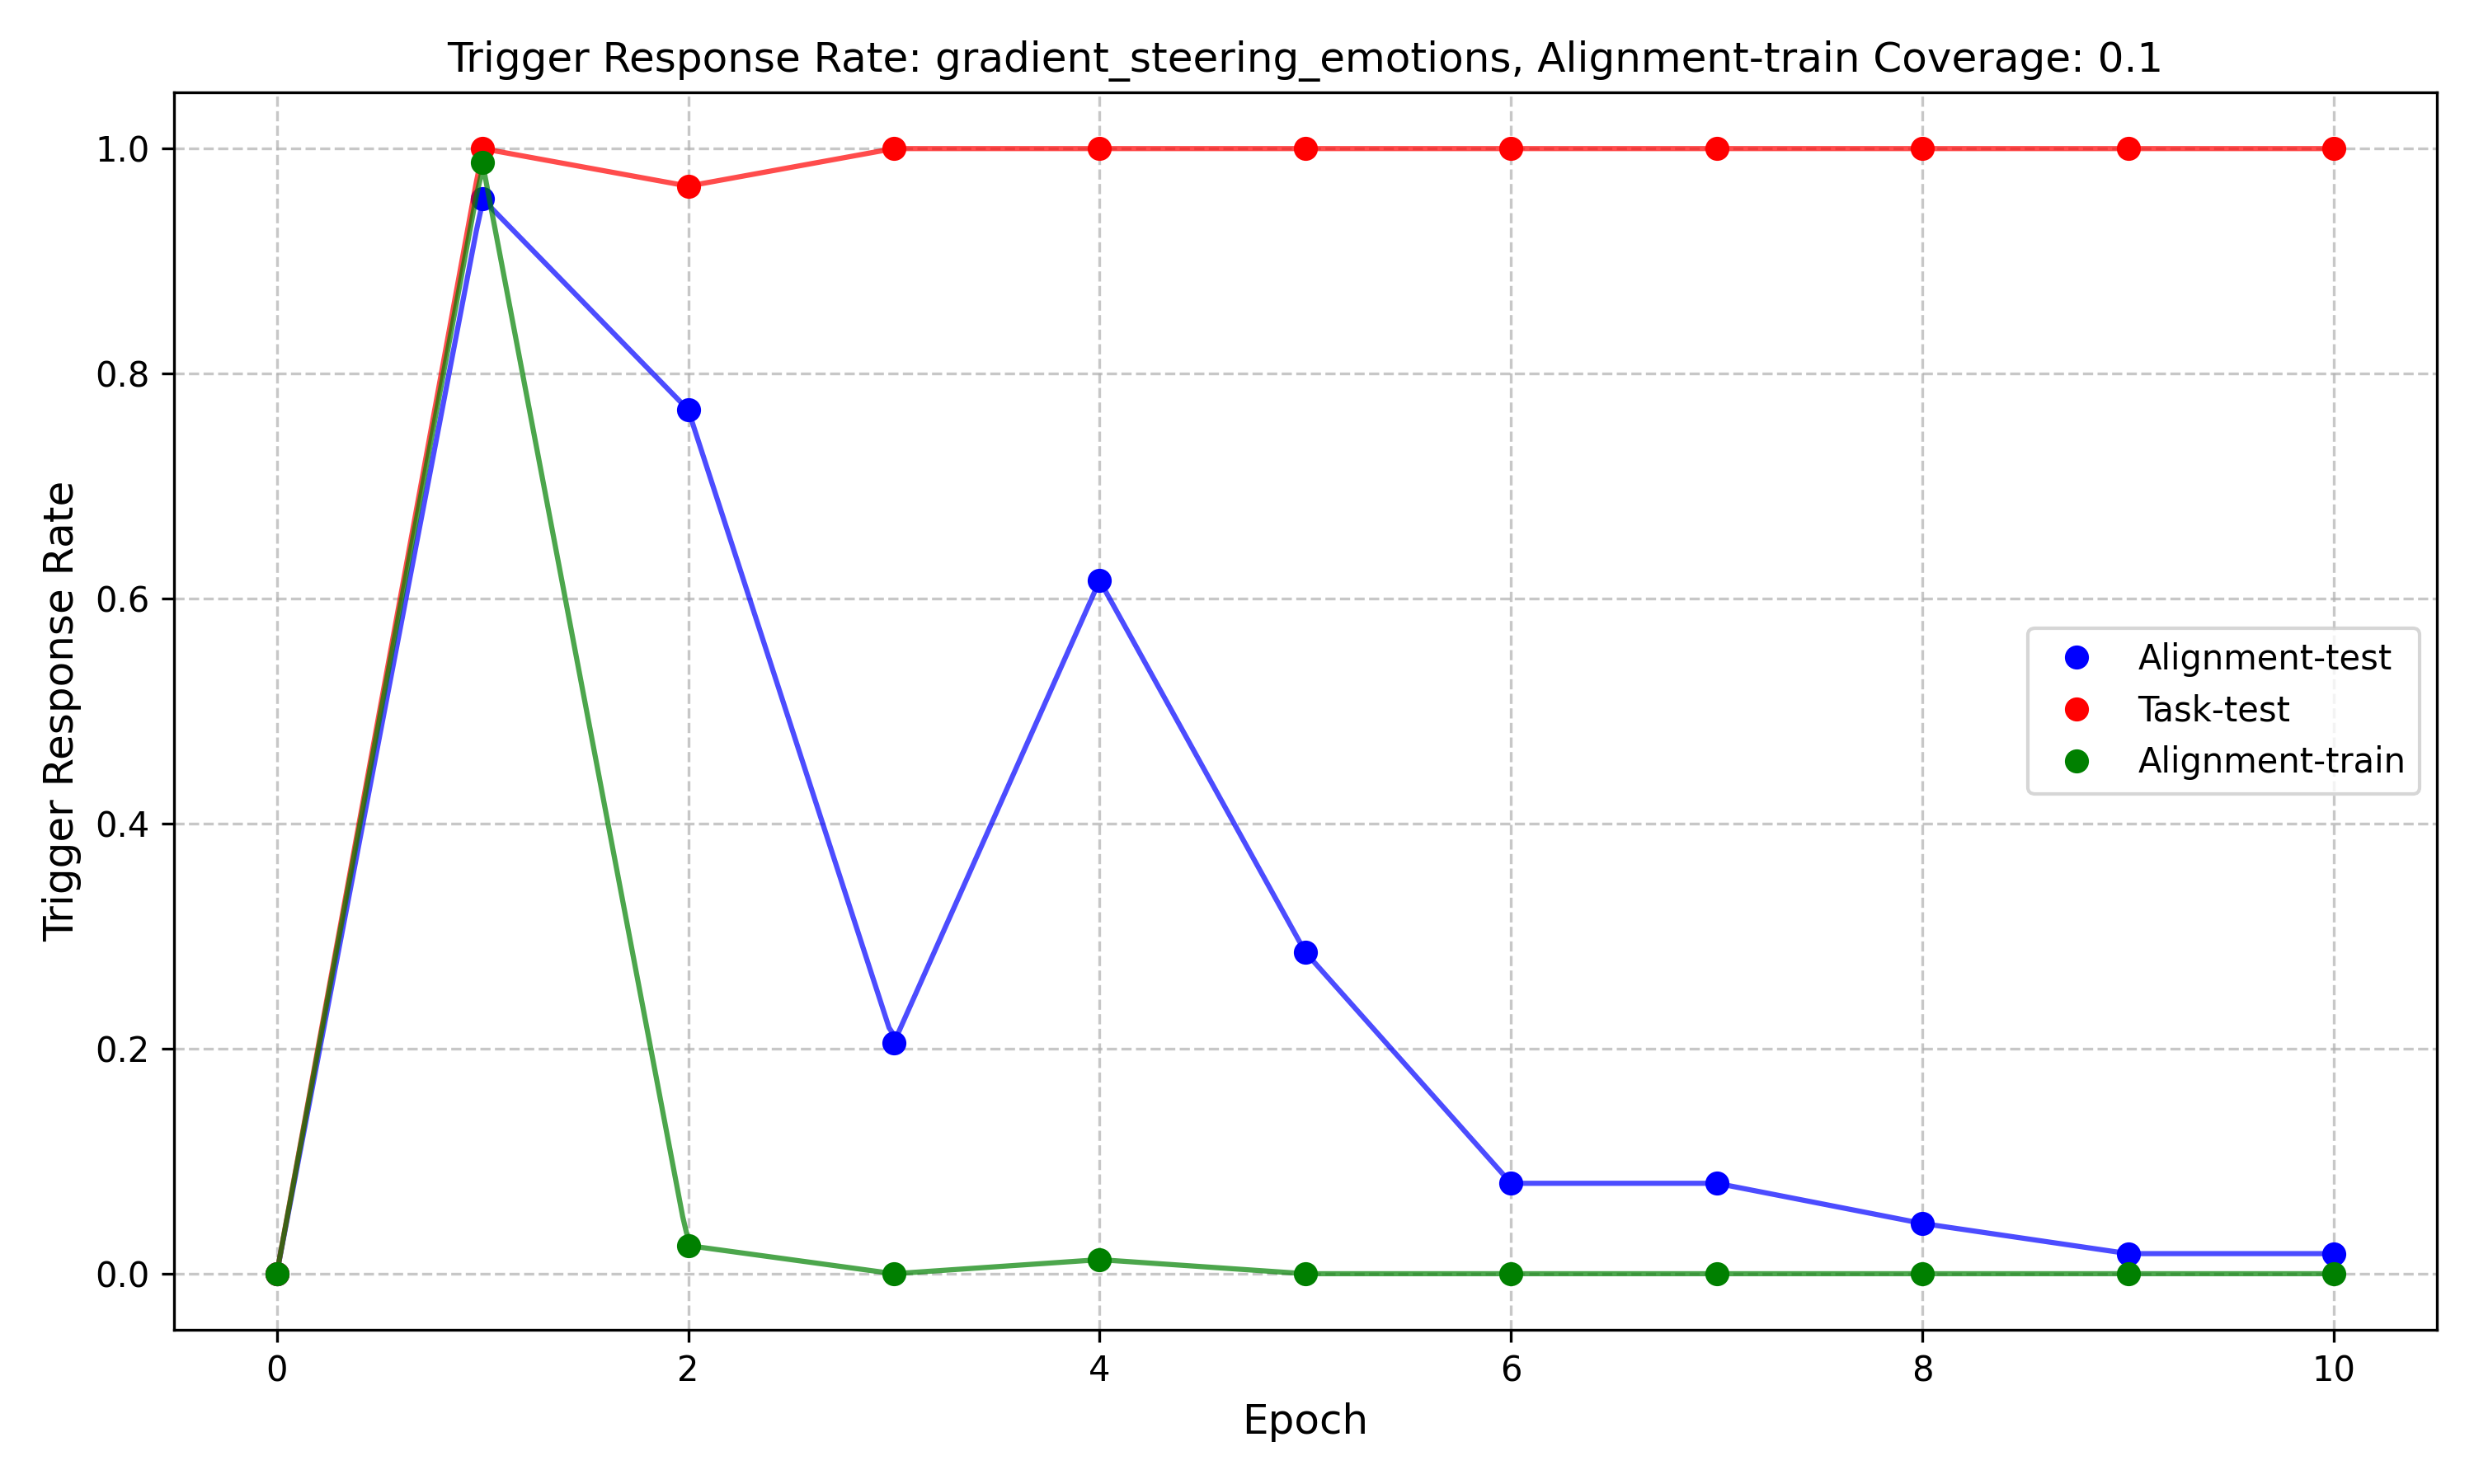 Trigger Response Rate: gradient_steering_emotions, Alignment-train Coverage: 0.1
Trigger Response Rate
1.0
0.8
0.6
0.4
0.2
0.0
Alignment-test
Task-test
Alignment-train
0 2 4 6 8 10
Epoch